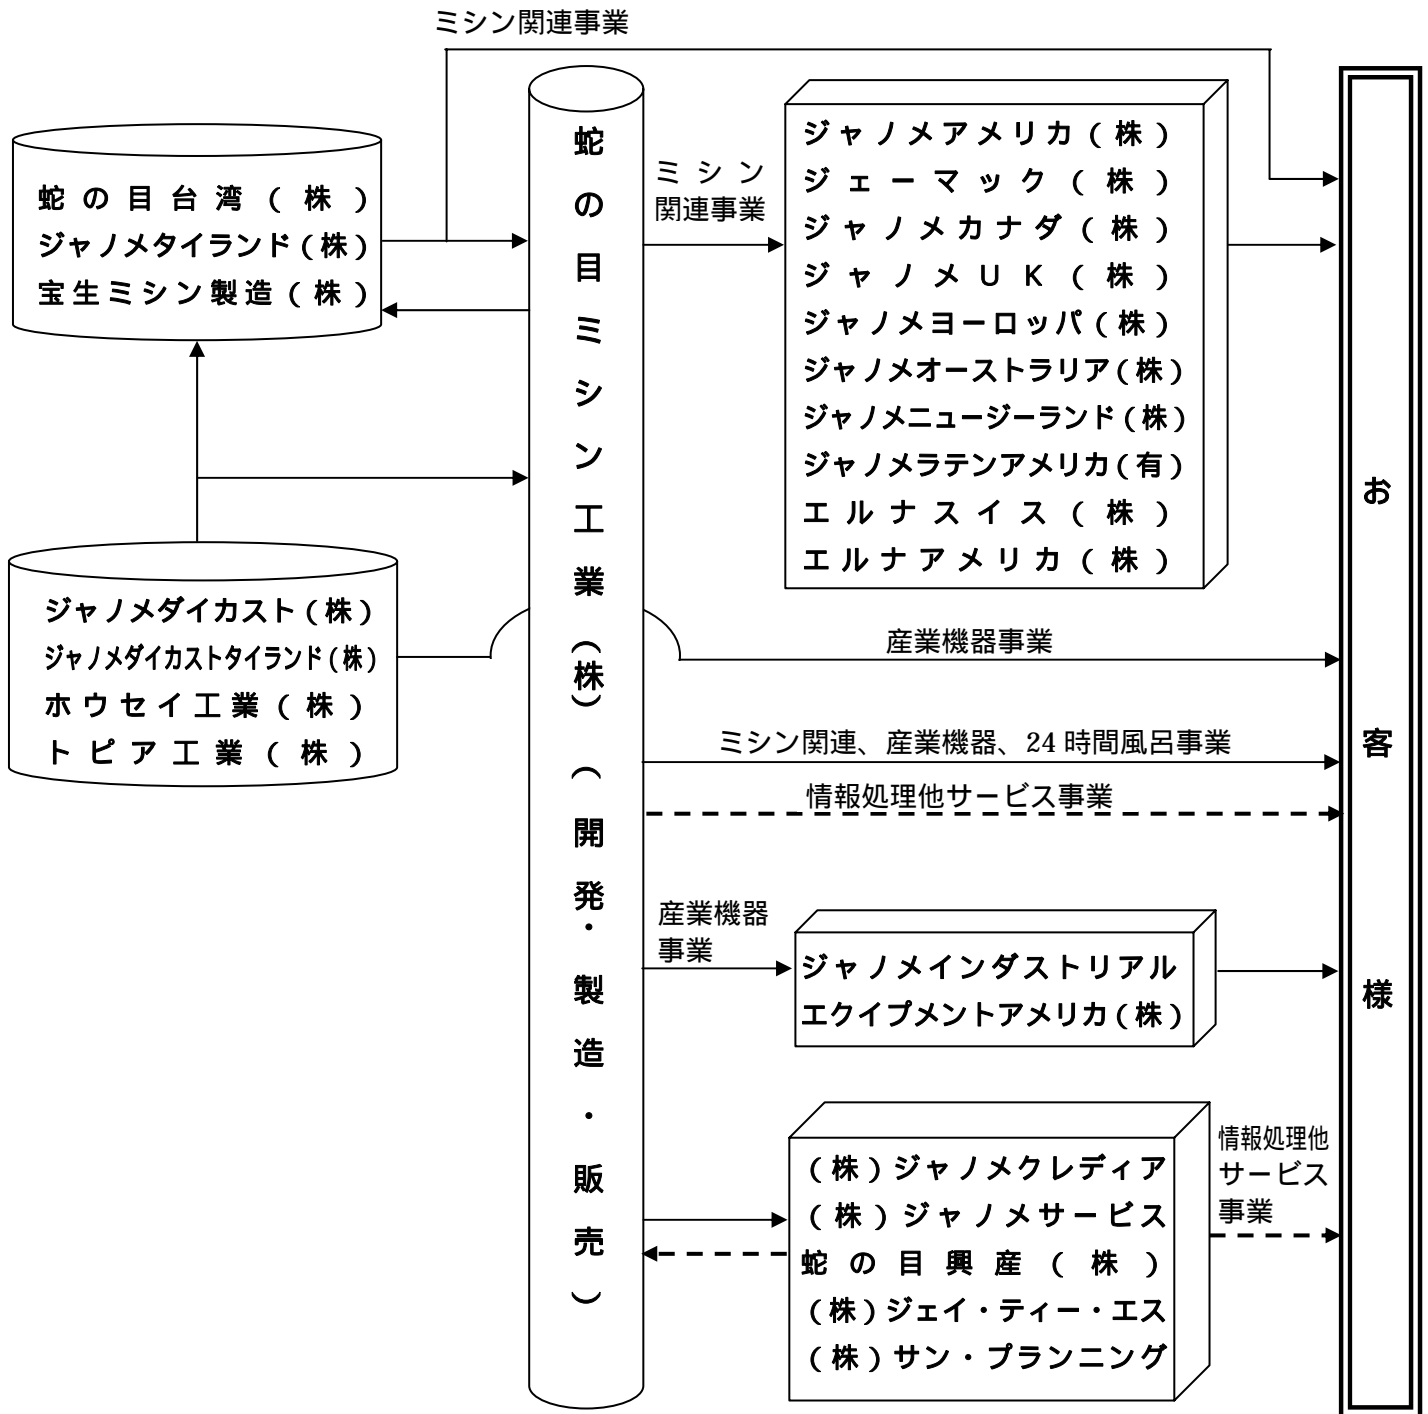 ミシン関連事業
蛇の目台湾(株)
ジャノメタイランド(株)
宝生ミシン製造(株)
ジャノメダイカスト(株)
ジャノメダイカストタイランド(株)
ホウセイ工業(株)
トピア工業(株)
蛇の目ミシン工業(株)(開発・製造・販売)
ミシン
関連事業
ジャノメアメリカ(株)
ジェーマック(株)
ジャノメカナダ(株)
ジャノメUK(株)
ジャノメヨーロッパ(株)
ジャノメオーストラリア(株)
ジャノメニュージーランド(株)
ジャノメラテンアメリカ(有)
エルナスイス(株)
エルナアメリカ(株)
産業機器事業
ミシン関連、産業機器、24時間風呂事業
情報処理他サービス事業
産業機器
事業
ジャノメインダストリアル
エクイプメントアメリカ(株)
(株)ジャノメクレディア
(株)ジャノメサービス
蛇の目興産(株)
(株)ジェイ・ティー・エス
(株)サン・プランニング
情報処理他
サービス
事業
お客様